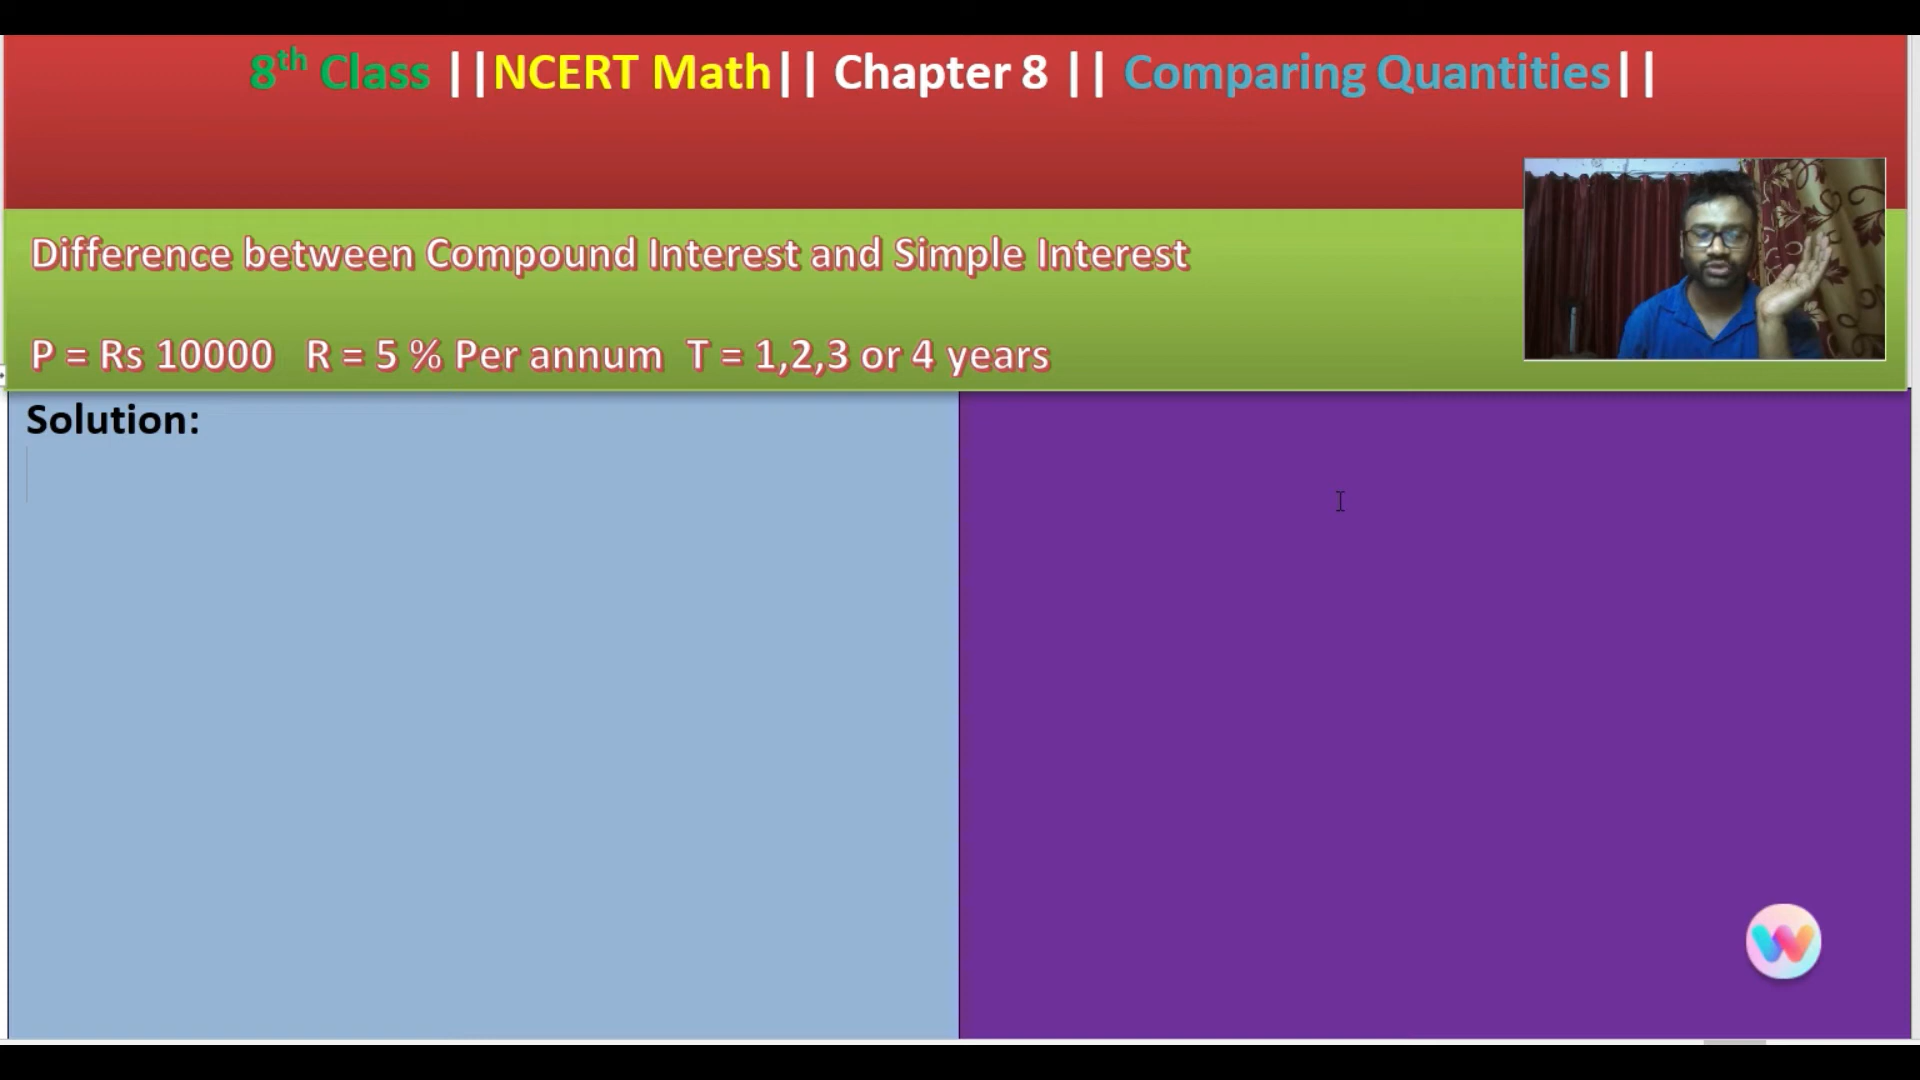 8th Class ||NCERT Math|| Chapter 8 || Comparing Quantities||
Difference between Compound Interest and Simple Interest
P = Rs 10000 R = 5 % Per annum T = 1,2,3 or 4 years
Solution:
W